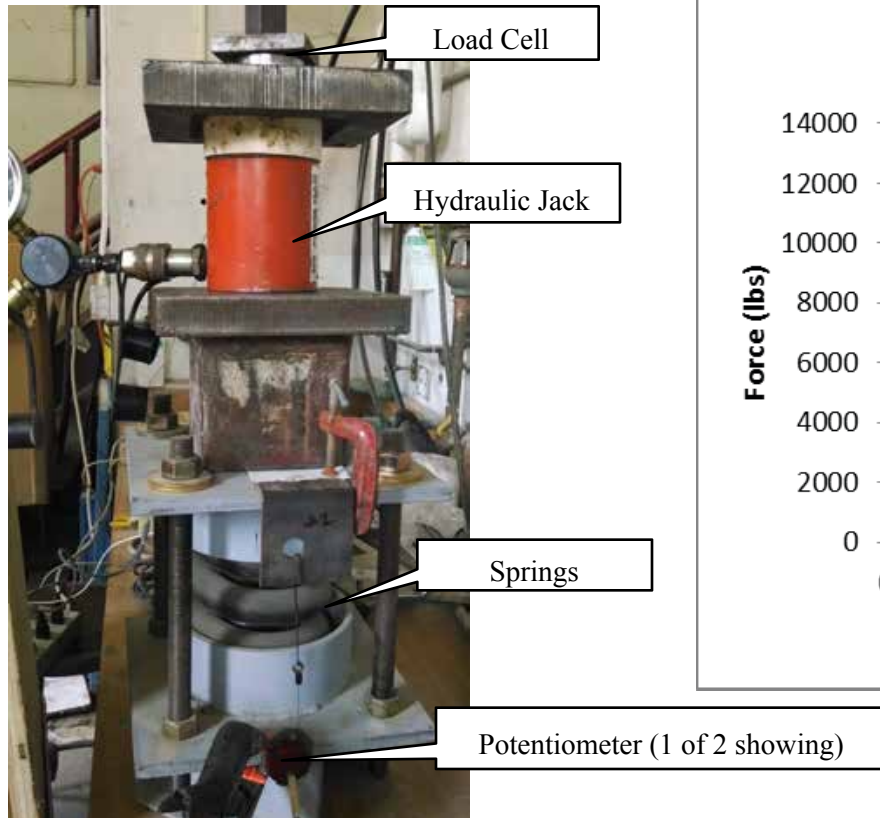 Load Cell
Hydraulic Jack
Springs
Potentiometer (1 of 2 showing)
Force (lbs)
14000
12000
10000
8000
6000
4000
2000
0